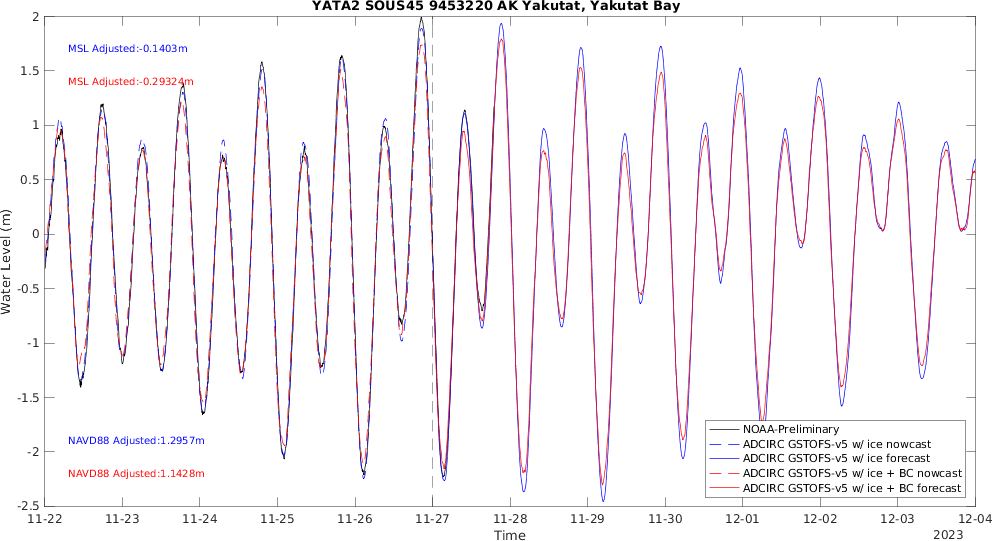 YATA2 SOUS45 9453220 AK Yakutat, Yakutat Bay
MSL Adjusted:-0.1403m
MSL Adjusted:-0.29324m
NAVD88 Adjusted:1.2957m
NAVD88 Adjusted:1.1428m
Water Level (m)
2
1.5
1
0.5
0
-0.5
-1
-1.5
-2
-2.5
NOAA-Preliminary
ADCIRC GSTOFS-v5 w/ ice nowcast
ADCIRC GSTOFS-v5 w/ ice forecast
ADCIRC GSTOFS-v5 w/ ice + BC nowcast
ADCIRC GSTOFS-v5 w/ ice + BC forecast
11-22 11-23 11-24 11-25 11-26 11-27 11-28 11-29 11-30 12-01 12-02 12-03 12-04
Time
2023